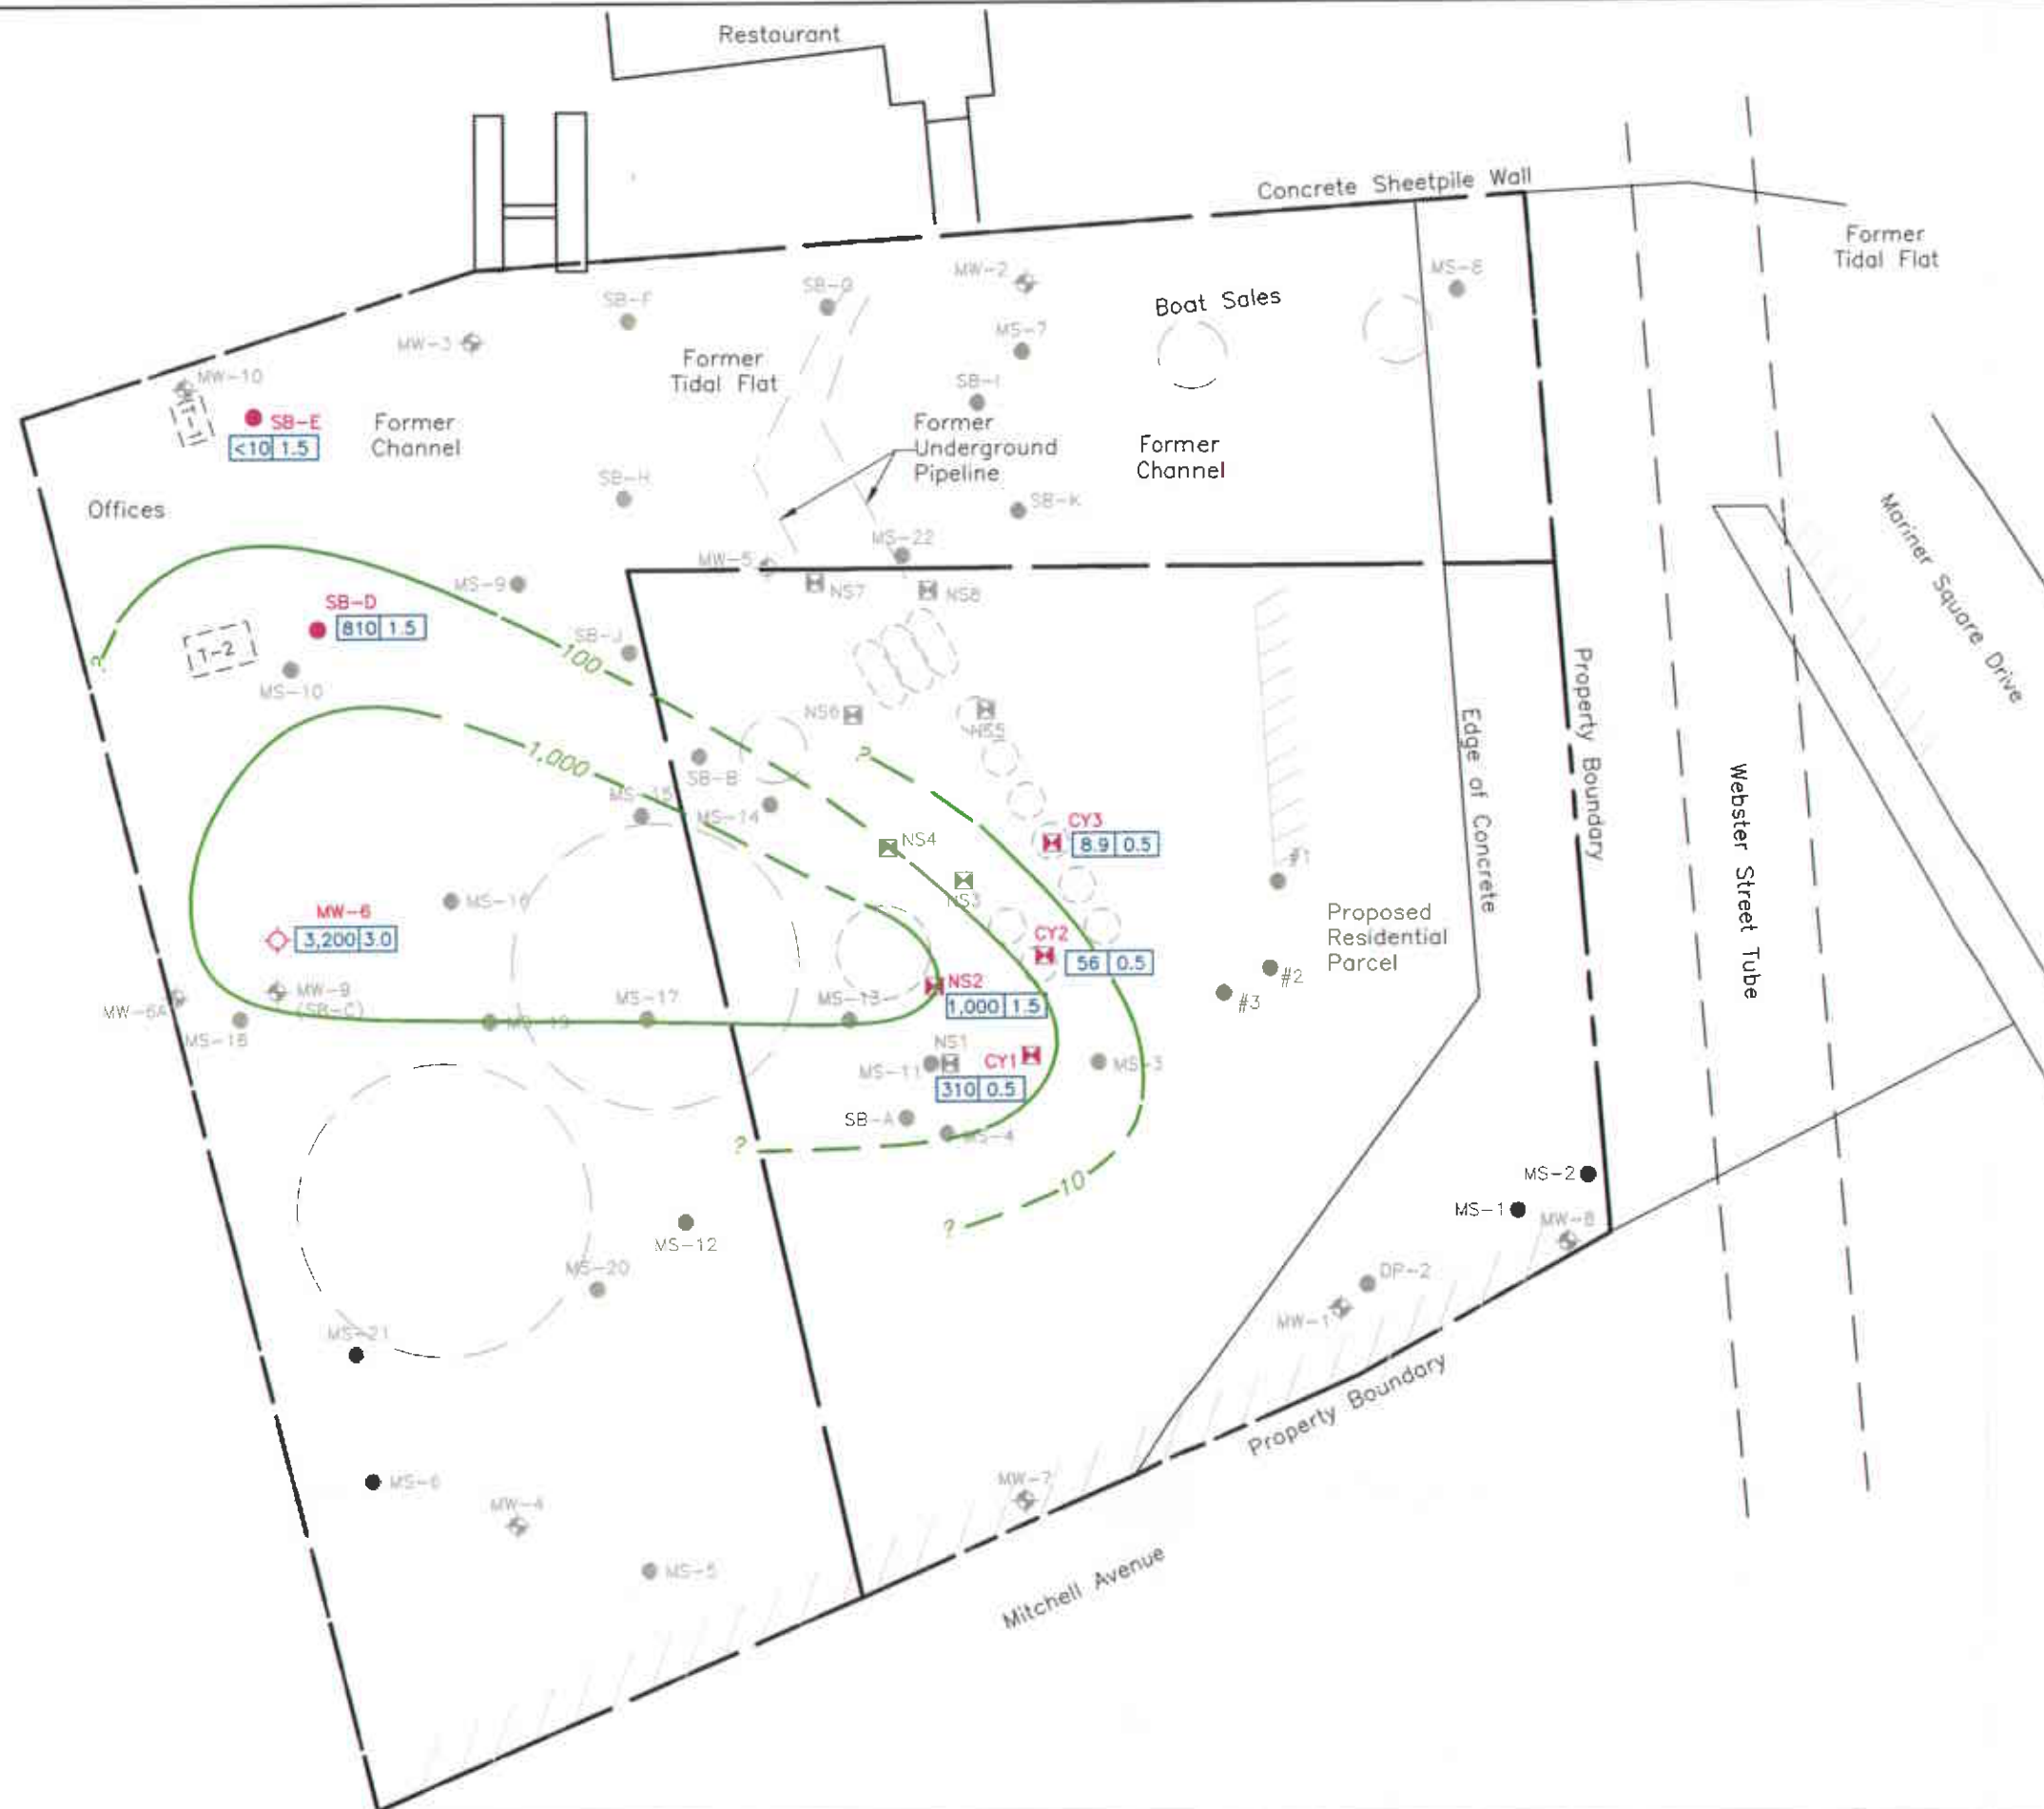 Restaurant
Concrete Sheetpile Wall
Former
Tidal Flat
MW-2
MS-8
SB-F
SB-G
Boat Sales
MW-3
MS-7
Former
Tidal Flat
MW-10
T-1
SB-E
<10 1.5
Former
Channel
SB-I
Former
Underground
Pipeline
Former
Channel
SB-H
SB-K
Offices
Mariner Square Drive
MS-22
MW-5
MS-9
NS7
NS8
SB-D
810 1.5
SB-J
T-2
100
MS-10
NS6
NS5
Property Boundary
Edge of Concrete
Webster Street Tube
?
?
1,000
SB-B
MS-15
MS-14
NS4
CY3
8.9 0.5
#1
NS3
MS-16
MW-6
3,200 3.0
CY2
56 0.5
Proposed
Residential
Parcel
#2
#3
NS2
1,000 1.5
MW-9
(SB-C)
MW-6A
MS-18
MS-19
MS-17
MS-13
NS1
MS-11
CY1
310 0.5
MS-3
SB-A
MS-4
?
10
?
MS-2
MS-1
MW-8
MS-12
MS-20
DP-2
MW-1
MS-21
Property Boundary
MS-6
MW-4
MW-7
MS-5
Mitchell Avenue